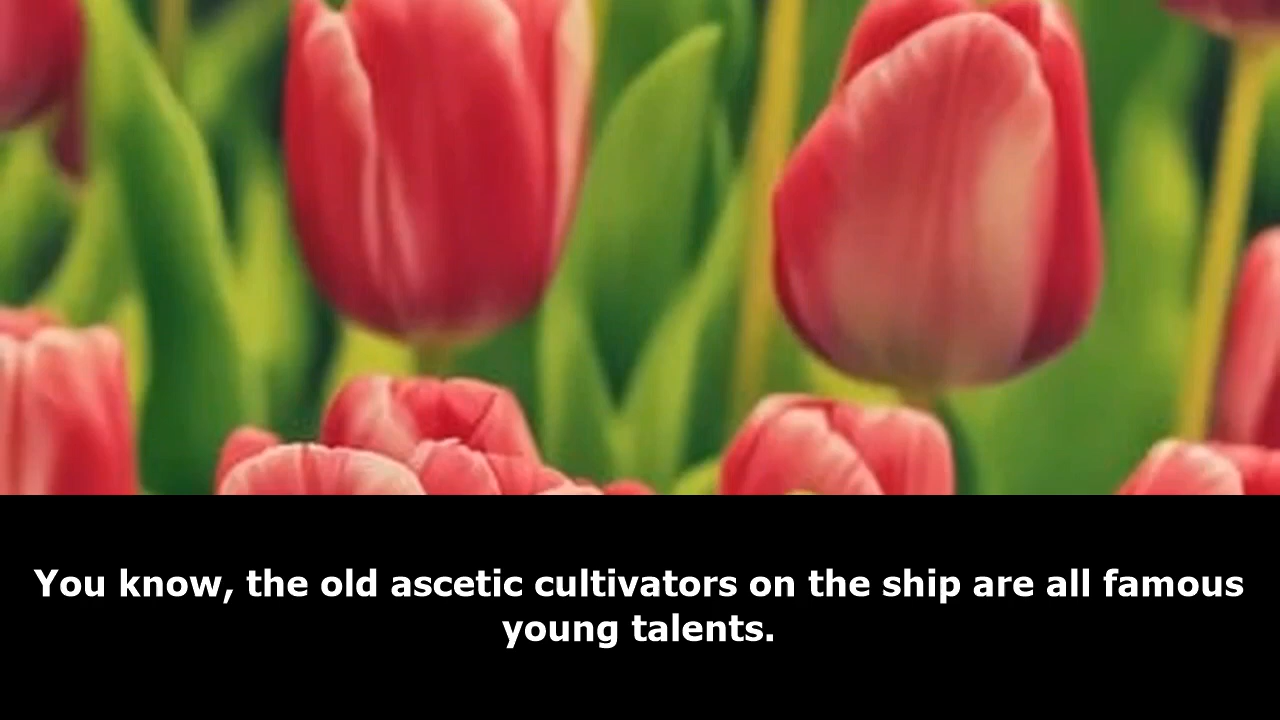 You know, the old ascetic cultivators on the ship are all famous
young talents.